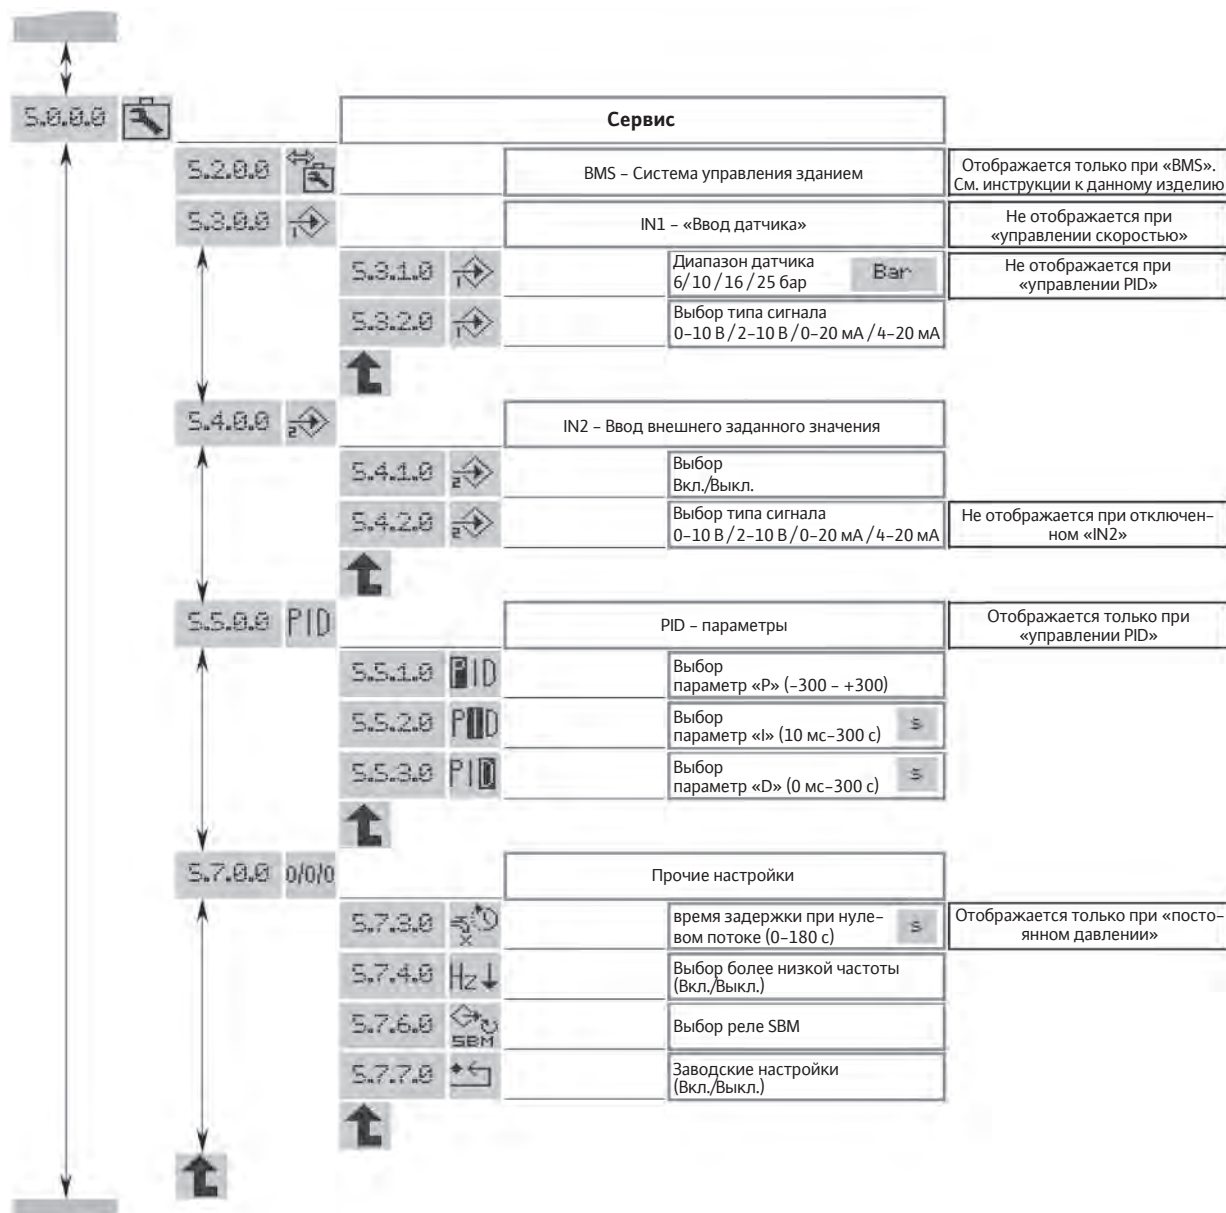 5.0.0.0
Сервис
5.2.0.0
BMS – Система управления зданием
Отображается только при «BMS».
См. инструкции к данному изделию
5.3.0.0
1
IN1 – «Ввод датчика»
Не отображается при
«управлении скоростью»
5.3.1.0
1
Диапазон датчика
6/10/16/25 бар
Bar
Не отображается при
«управлении PID»
5.3.2.0
1
Выбор типа сигнала
0–10 В/2–10 В/0–20 мА/4–20 мА
5.4.0.0
2
IN2 – Ввод внешнего заданного значения
5.4.1.0
2
Выбор
Вкл./Выкл.
5.4.2.0
2
Выбор типа сигнала
0–10 В/2–10 В/0–20 мА/4–20 мА
Не отображается при отключен-
ном «IN2»
5.5.0.0 PID
PID – параметры
Отображается только при
«управлении PID»
5.5.1.0 PID
Выбор
параметр «P» (–300 – +300)
5.5.2.0 PID
Выбор
параметр «I» (10 мс–300 с)
s
5.5.3.0 PID
Выбор
параметр «D» (0 мс–300 с)
s
5.7.0.0 0/0/0
Прочие настройки
5.7.3.0
x
время задержки при нуле-
вом потоке (0–180 с)
s
Отображается только при «посто-
янном давлении»
5.7.4.0 Hz
Выбор более низкой частоты
(Вкл./Выкл.)
5.7.6.0
SBM
Выбор реле SBM
5.7.7.0
Заводские настройки
(Вкл./Выкл.)